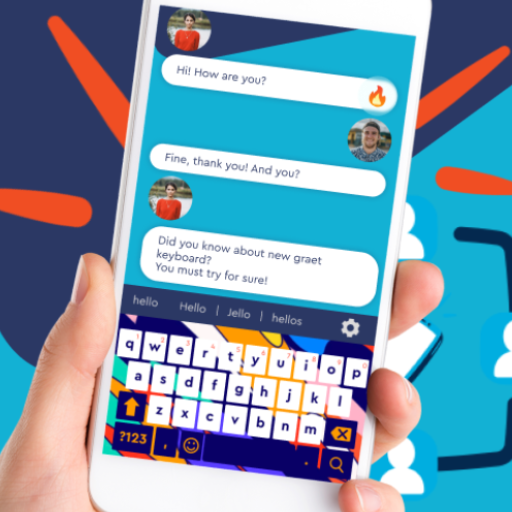 Hi! How are you?
Fine, thank you! And you?
Did you know about new graet
keyboard?
You must try for sure!
hello Hello | Jello | hellos
q w e r t y u i o p
a s d f g h j k l
z x c v b n m
?123 , .